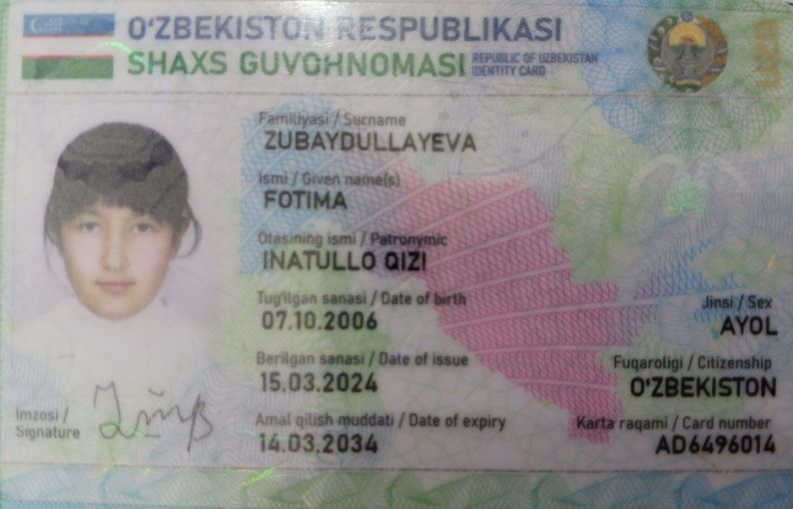 O‘ZBEKISTON RESPUBLIKASI
SHAXS GUVOHNOMASI REPUBLIC OF UZBEKISTAN
IDENTITY CARD
Familiyasi / Surname
ZUBAYDULLAYEVA
Ismi / Given name(s)
FOTIMA
Otasining ismi / Patronymic
INATULLO QIZI
Tug‘ilgan sanasi / Date of birth
07.10.2006
Jinsi / Sex
AYOL
Berilgan sanasi / Date of issue
15.03.2024
Fuqaroligi / Citizenship
O‘ZBEKISTON
Imzosi /
Signature
Amal qilish muddati / Date of expiry
14.03.2034
Karta raqami / Card number
AD6496014